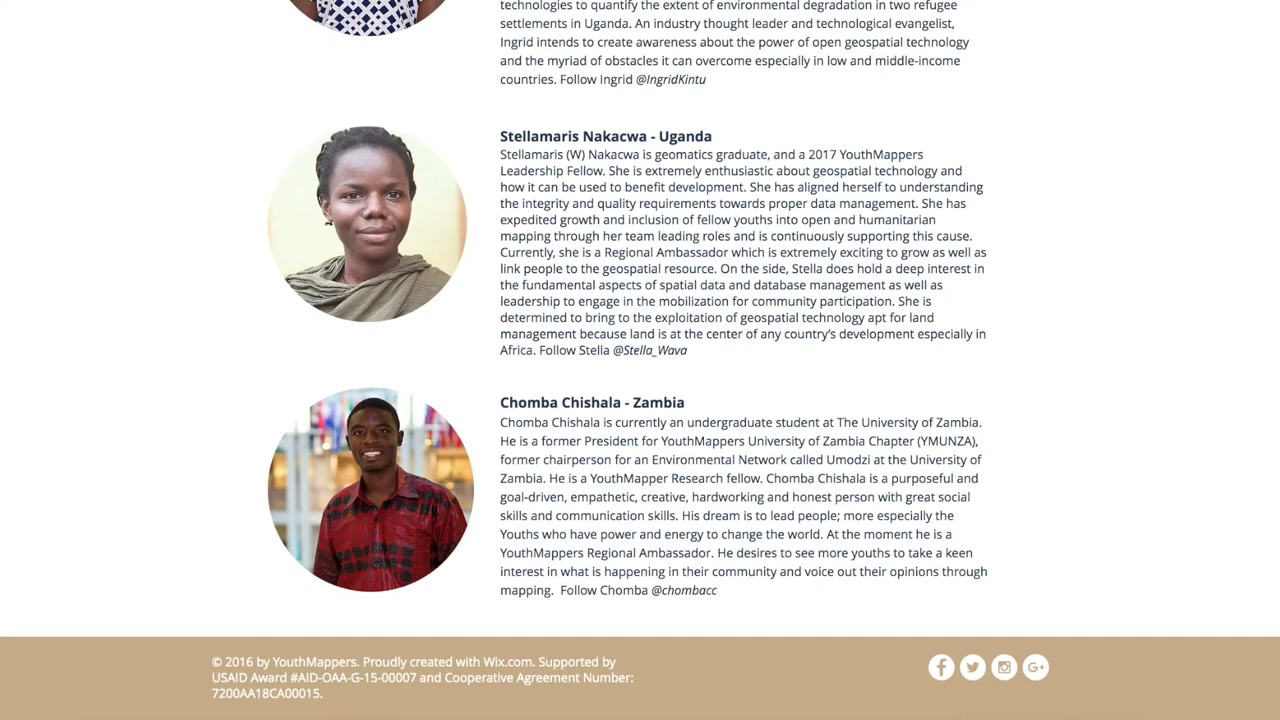 technologies to quantify the extent of environmental degradation in two refugee
settlements in Uganda. An industry thought leader and technological evangelist,
Ingrid intends to create awareness about the power of open geospatial technology
and the myriad of obstacles it can overcome especially in low and middle-income
countries. Follow Ingrid @IngridKintu
Stellamaris Nakacwa - Uganda
Stellamaris (W) Nakacwa is geomatics graduate, and a 2017 YouthMappers
Leadership Fellow. She is extremely enthusiastic about geospatial technology and
how it can be used to benefit development. She has aligned herself to understanding
the integrity and quality requirements towards proper data management. She has
expedited growth and inclusion of fellow youths into open and humanitarian
mapping through her team leading roles and is continuously supporting this cause.
Currently, she is a Regional Ambassador which is extremely exciting to grow as well as
link people to the geospatial resource. On the side, Stella does hold a deep interest in
the fundamental aspects of spatial data and database management as well as
leadership to engage in the mobilization for community participation. She is
determined to bring to the exploitation of geospatial technology apt for land
management because land is at the center of any country's development especially in
Africa. Follow Stella @Stella_Wava
Chomba Chishala - Zambia
Chomba Chishala is currently an undergraduate student at The University of Zambia.
He is a former President for YouthMappers University of Zambia Chapter (YMUNZA),
former chairperson for an Environmental Network called Umodzi at the University of
Zambia. He is a YouthMapper Research fellow. Chomba Chishala is a purposeful and
goal-driven, empathetic, creative, hardworking and honest person with great social
skills and communication skills. His dream is to lead people; more especially the
Youths who have power and energy to change the world. At the moment he is a
YouthMappers Regional Ambassador. He desires to see more youths to take a keen
interest in what is happening in their community and voice out their opinions through
mapping. Follow Chomba @chombacc
© 2016 by YouthMappers. Proudly created with Wix.com. Supported by
USAID Award #AID-OAA-G-15-00007 and Cooperative Agreement Number:
7200AA18CA00015.